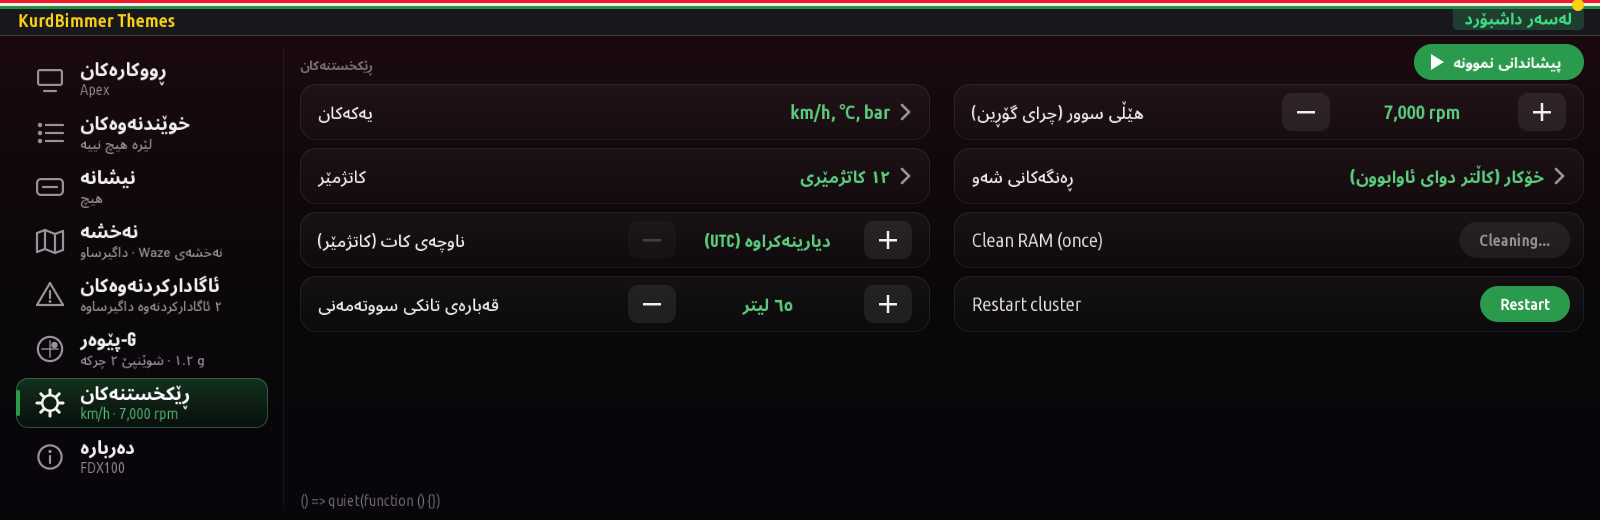 KurdBimmer Themes
لەسەر داشبۆرد
ڕووکارەکان
Apex
خوێندنەوەکان
لێرە هیچ نییە
نیشانە
هیچ
نەخشە
نەخشەی Waze · داگیرساو
ئاگادارکردنەوەکان
٢ ئاگادارکردنەوە داگیرساوە
G-پێوەر
١.٢ g · شوێنپێ ٢ چرکە
ڕێکخستنەکان
km/h · 7,000 rpm
دەربارە
FDX100
ڕێکخستنەکان
پیشاندانی نموونە
یەکەکان
km/h, °C, bar
هێڵی سوور (چرای گۆڕین)
7,000 rpm
کاتژمێر
١٢ کاتژمێری
ڕەنگەکانی شەو
خۆکار (کاڵتر دوای ئاوابوون)
ناوچەی کات (کاتژمێر)
دیارینەکراوە (UTC)
Clean RAM (once)
Cleaning...
قەبارەی تانکی سووتەمەنی
٦٥ لیتر
Restart cluster
Restart
() => quiet(function () {})